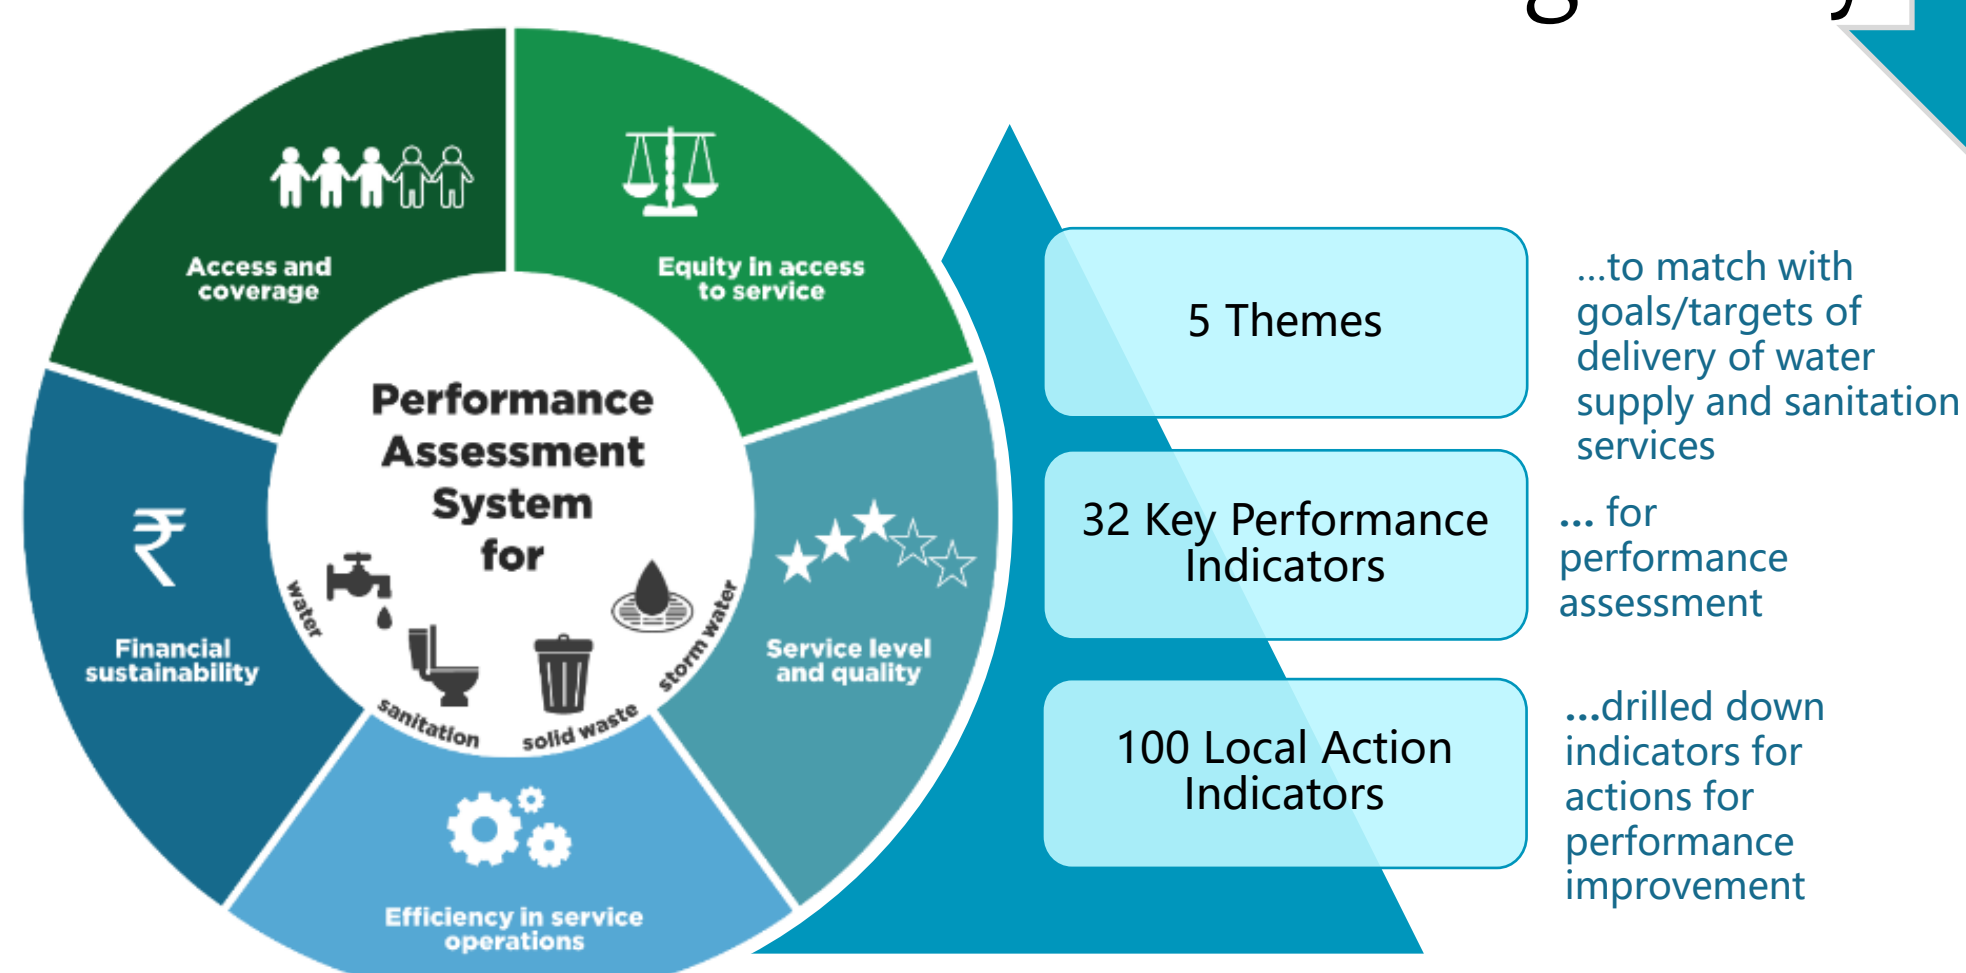 Access and
coverage
Equity in access
to service
Performance
Assessment
System
for
water
sanitation
solid waste
storm water
₹
Financial
sustainability
Service level
and quality
Efficiency in service
operations
5 Themes
...to match with
goals/targets of
delivery of water
supply and sanitation
services
32 Key Performance
Indicators
... for
performance
assessment
100 Local Action
Indicators
...drilled down
indicators for
actions for
performance
improvement